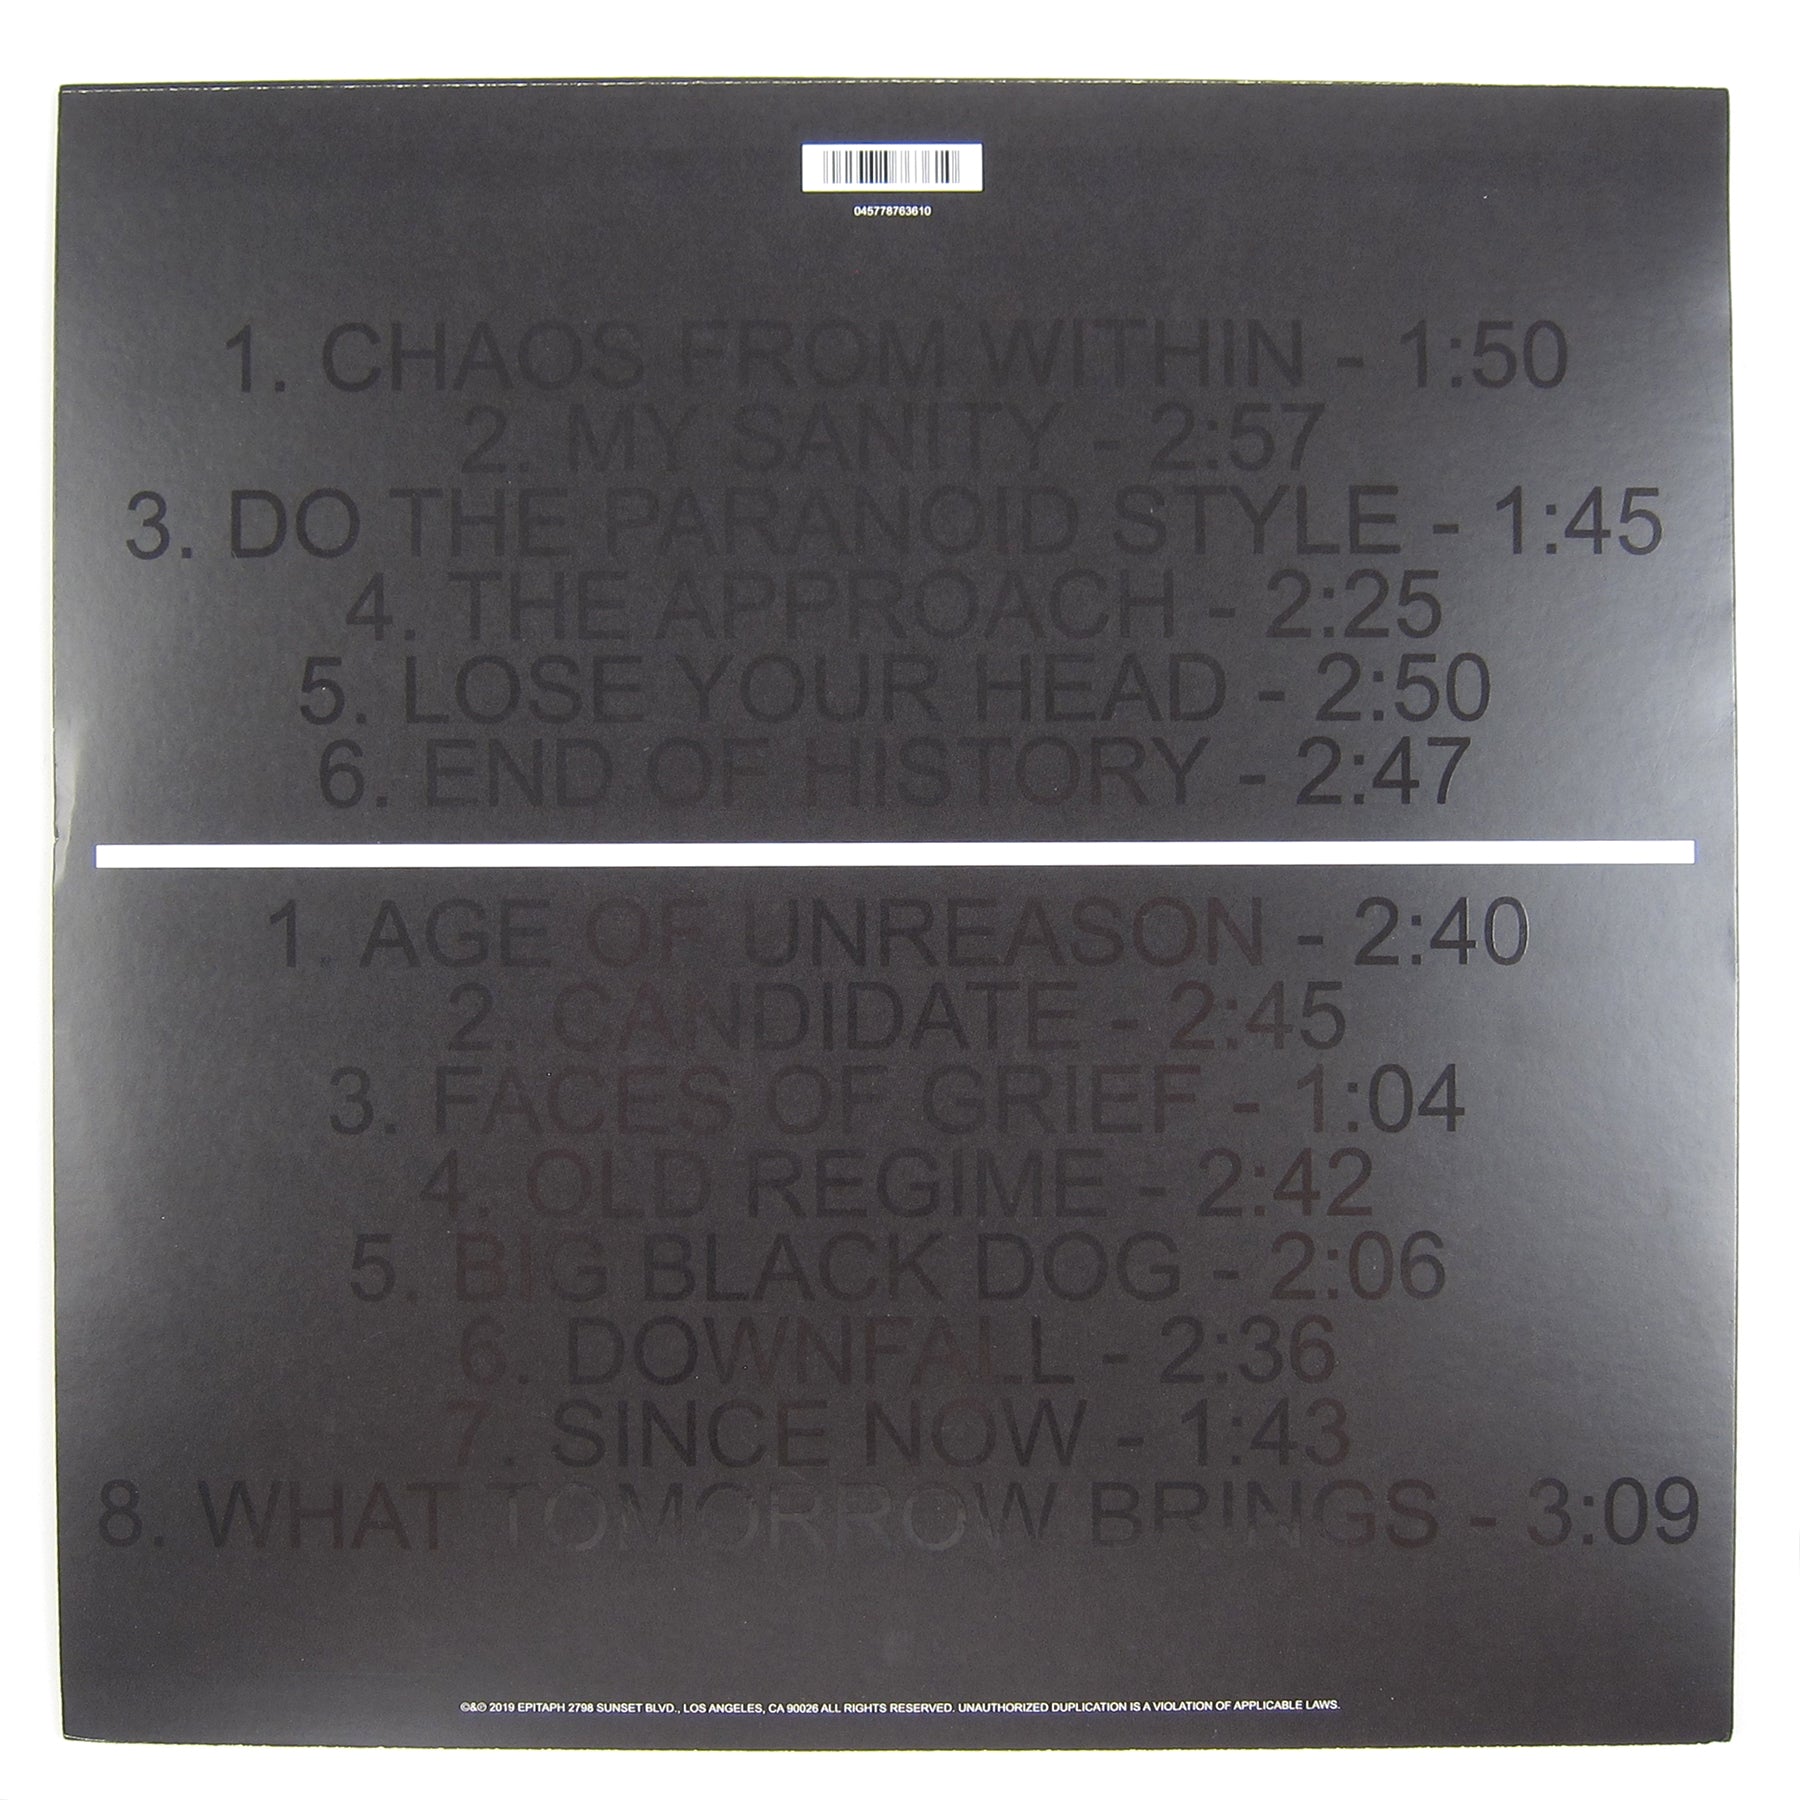 045778763610
1. CHAOS FROM WITHIN - 1:50
2. MY SANITY - 2:57
3. DO THE PARANOID STYLE - 1:45
4. THE APPROACH - 2:25
5. LOSE YOUR HEAD - 2:50
6. END OF HISTORY - 2:47
1. AGE OF UNREASON - 2:40
2. CANDIDATE - 2:45
3. FACES OF GRIEF - 1:04
4. OLD REGIME - 2:42
5. BIG BLACK DOG - 2:06
6. DOWNFALL - 2:36
7. SINCE NOW - 1:43
8. WHAT TOMORROW BRINGS - 3:09
©&℗ 2019 EPITAPH 2798 SUNSET BLVD., LOS ANGELES, CA 90026 ALL RIGHTS RESERVED. UNAUTHORIZED DUPLICATION IS A VIOLATION OF APPLICABLE LAWS.